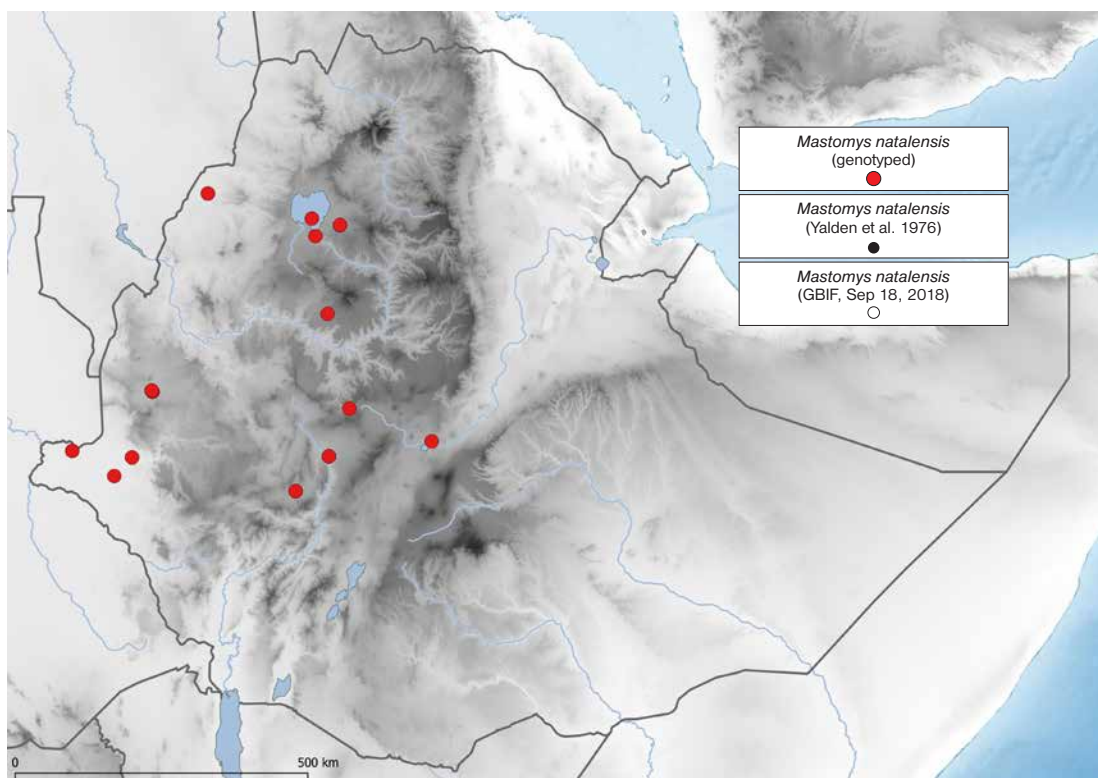 Mastomys natalensis
(genotyped)
Mastomys natalensis
(Yalden et al. 1976)
Mastomys natalensis
(GBIF, Sep 18, 2018)
0
500 km